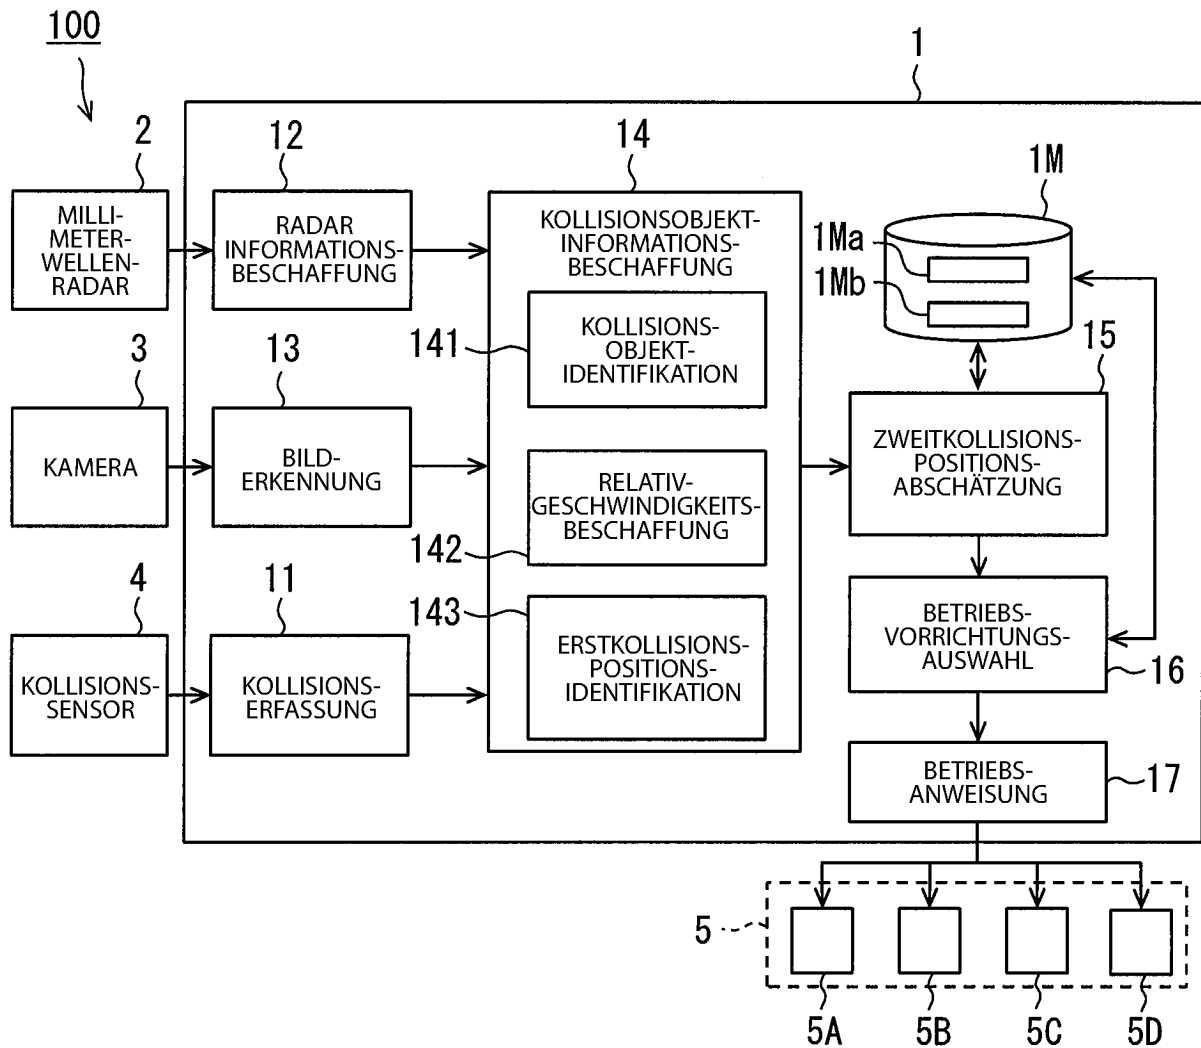 100
1
2
12
14
1M
MILLI-
METER-
WELLEN-
RADAR
RADAR
INFORMATIONS-
BESCHAFFUNG
KOLLISIONSOBJEKT-
INFORMATIONS-
BESCHAFFUNG
1Ma
1Mb
141
KOLLISIONS-
OBJEKT-
IDENTIFIKATION
3
13
15
KAMERA
BILD-
ERKENNUNG
142
RELATIV-
GESCHWINDIGKEITS-
BESCHAFFUNG
ZWEITKOLLISIONS-
POSITIONS-
ABSCHÄTZUNG
4
11
143
KOLLISIONS-
SENSOR
KOLLISIONS-
ERFASSUNG
ERSTKOLLISIONS-
POSITIONS-
IDENTIFIKATION
BETRIEBS-
VORRICHTUNGS-
AUSWAHL
16
BETRIEBS-
ANWEISUNG
17
5
5A
5B
5C
5D